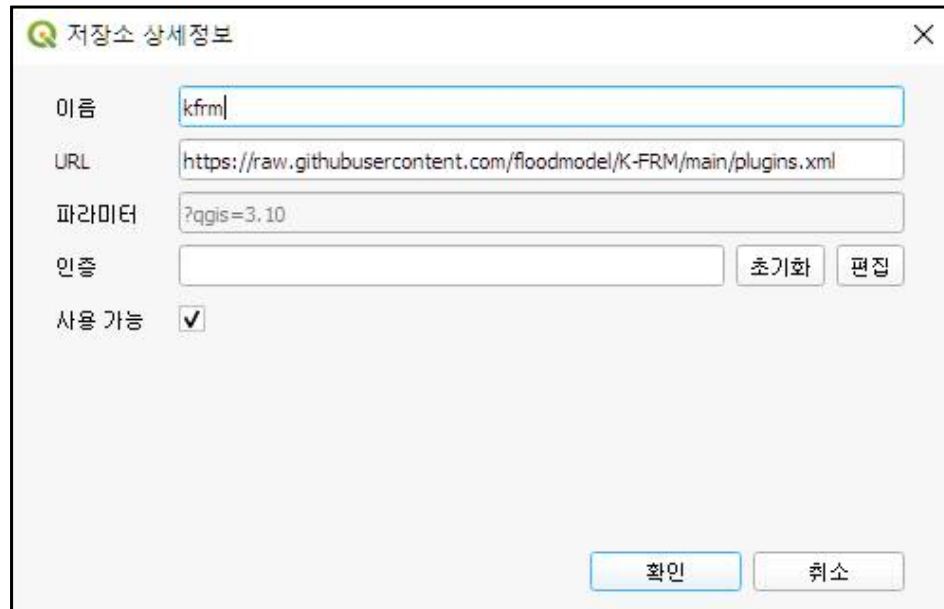 저장소 상세정보
이름 kfrm
URL https://raw.githubusercontent.com/floodmodel/K-FRM/main/plugins.xml
파라미터 ?qgis=3.10
인증 초기화 편집
사용 가능
확인 취소